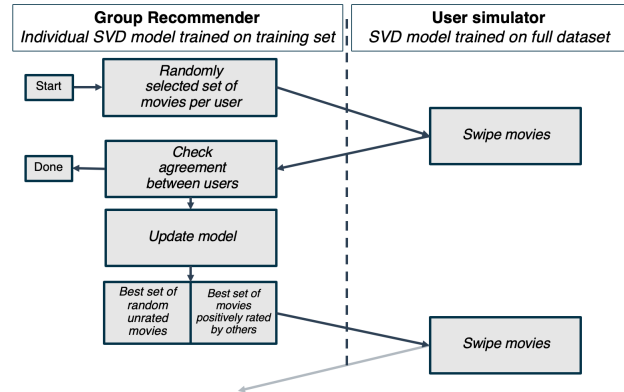 Group Recommender
Individual SVD model trained on training set
User simulator
SVD model trained on full dataset
Start
Randomly
selected set of
movies per user
Swipe movies
Done
Check
agreement
between users
Update model
Best set of
random
unrated
movies
Best set of
movies
positively rated
by others
Swipe movies